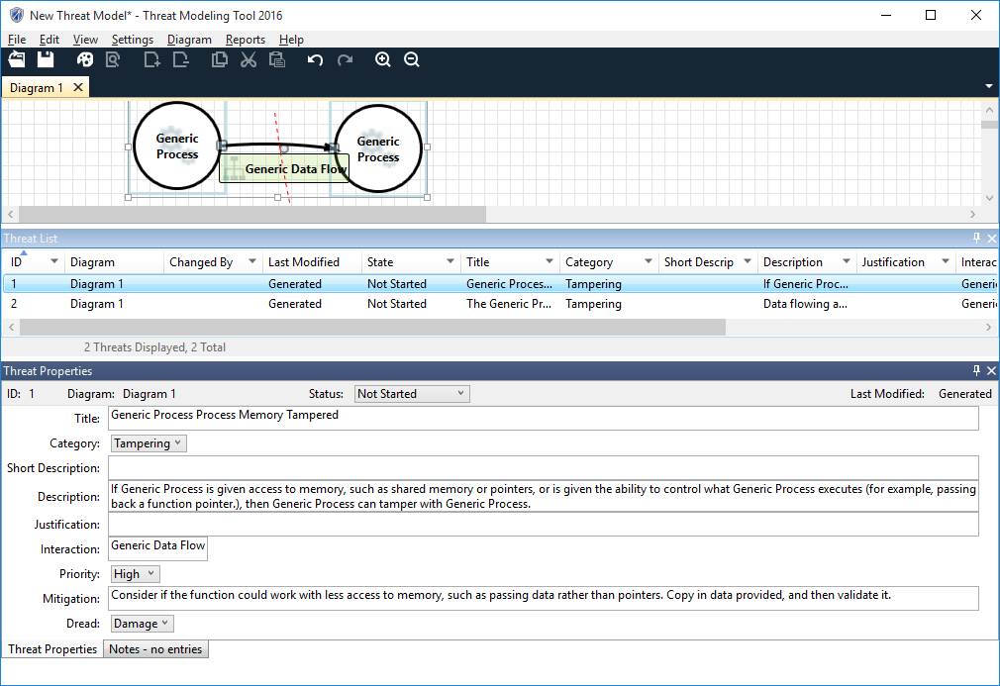 New Threat Model* - Threat Modeling Tool 2016
File Edit View Settings Diagram Reports Help
Diagram 1
Generic Process
Generic Process
Generic Data Flow
Threat List
ID Diagram Changed By Last Modified State Title Category Short Descrip Description Justification Interac
1 Diagram 1 Generated Not Started Generic Proces... Tampering If Generic Proc... Generi
2 Diagram 1 Generated Not Started The Generic Pr... Tampering Data flowing a... Generi
2 Threats Displayed, 2 Total
Threat Properties
ID: 1 Diagram: Diagram 1 Status: Not Started Last Modified: Generated
Title: Generic Process Process Memory Tampered
Category: Tampering
Short Description:
Description: If Generic Process is given access to memory, such as shared memory or pointers, or is given the ability to control what Generic Process executes (for example, passing
back a function pointer.), then Generic Process can tamper with Generic Process.
Justification:
Interaction: Generic Data Flow
Priority: High
Mitigation: Consider if the function could work with less access to memory, such as passing data rather than pointers. Copy in data provided, and then validate it.
Dread: Damage
Threat Properties Notes - no entries